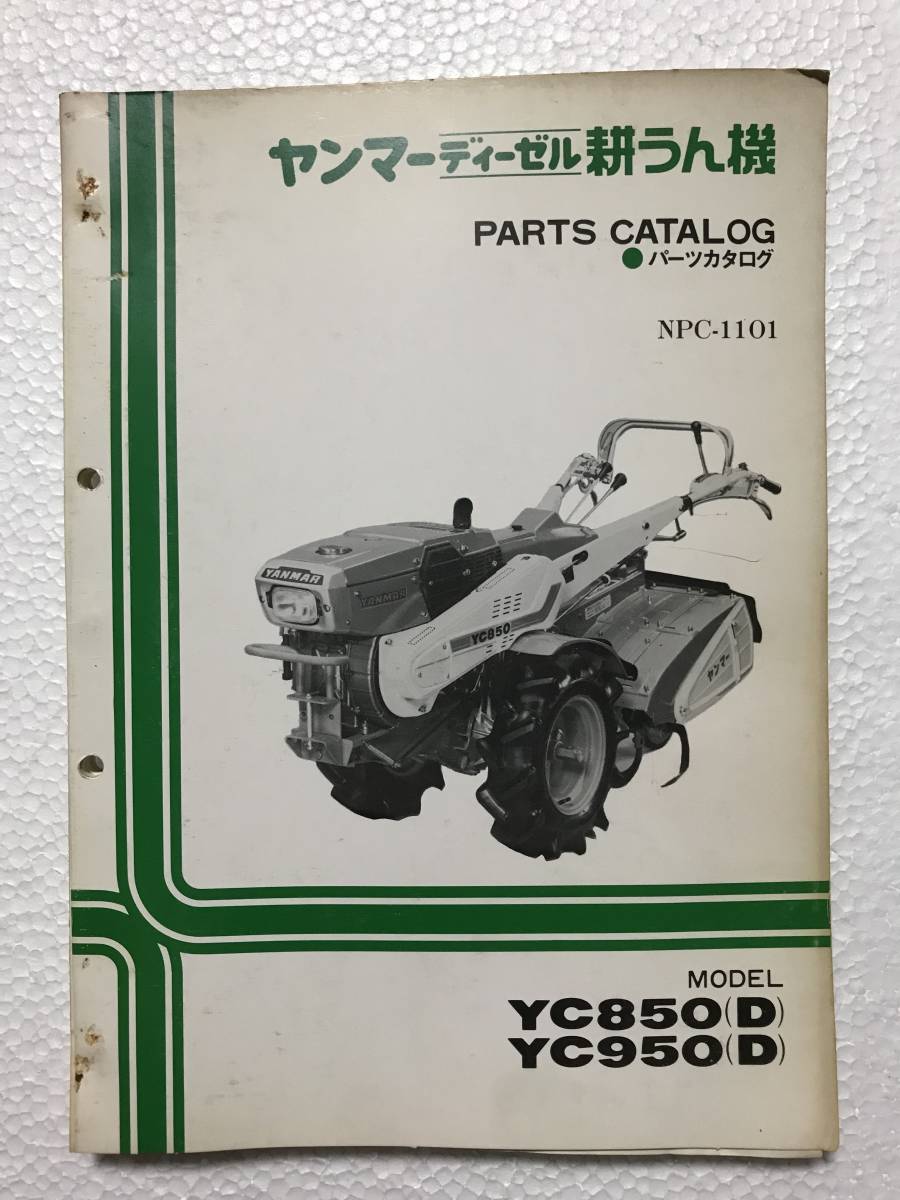 ヤンマーディーゼル耕うん機
PARTS CATALOG
●パーツカタログ
NPC-1101
YANMAR
YANMAR
YC850
ヤンマー
MODEL
YC850(D)
YC950(D)